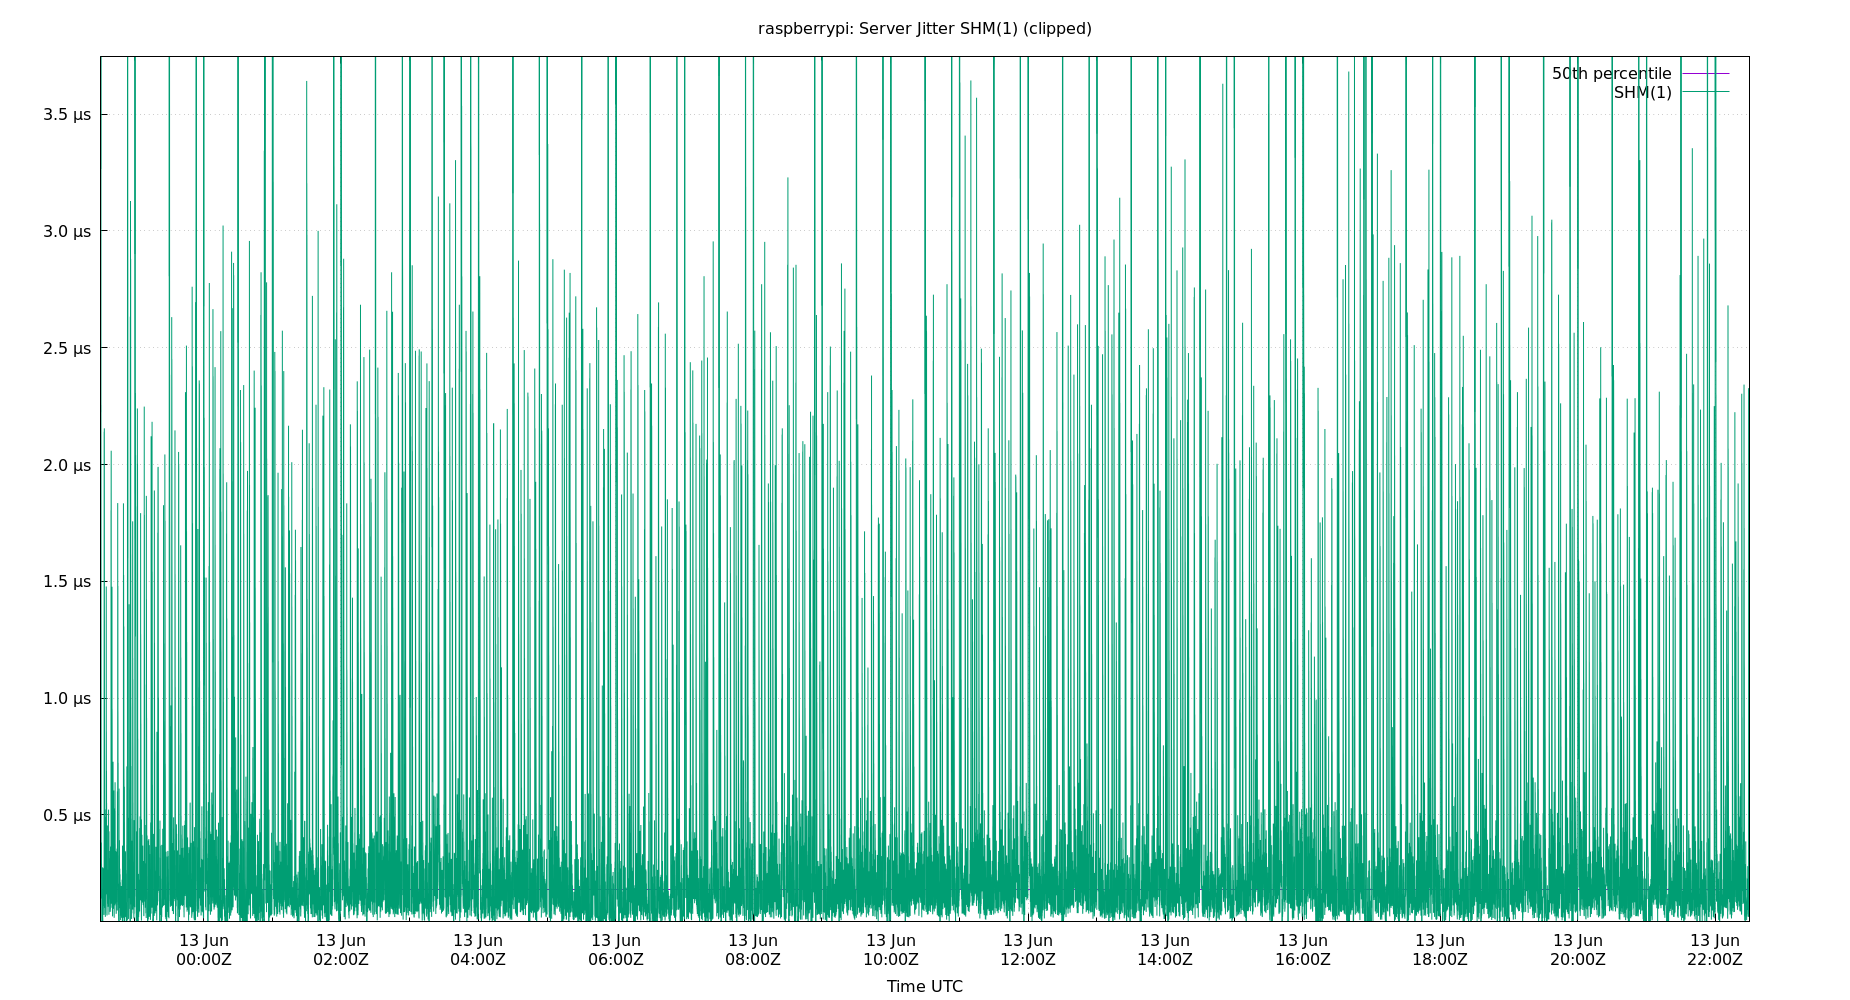 raspberrypi: Server Jitter SHM(1) (clipped)
50th percentile
SHM(1)
3.5 µs
3.0 µs
2.5 µs
2.0 µs
1.5 µs
1.0 µs
0.5 µs
13 Jun 13 Jun 13 Jun 13 Jun 13 Jun 13 Jun 13 Jun 13 Jun 13 Jun 13 Jun 13 Jun 13 Jun
00:00Z 02:00Z 04:00Z 06:00Z 08:00Z 10:00Z 12:00Z 14:00Z 16:00Z 18:00Z 20:00Z 22:00Z
Time UTC